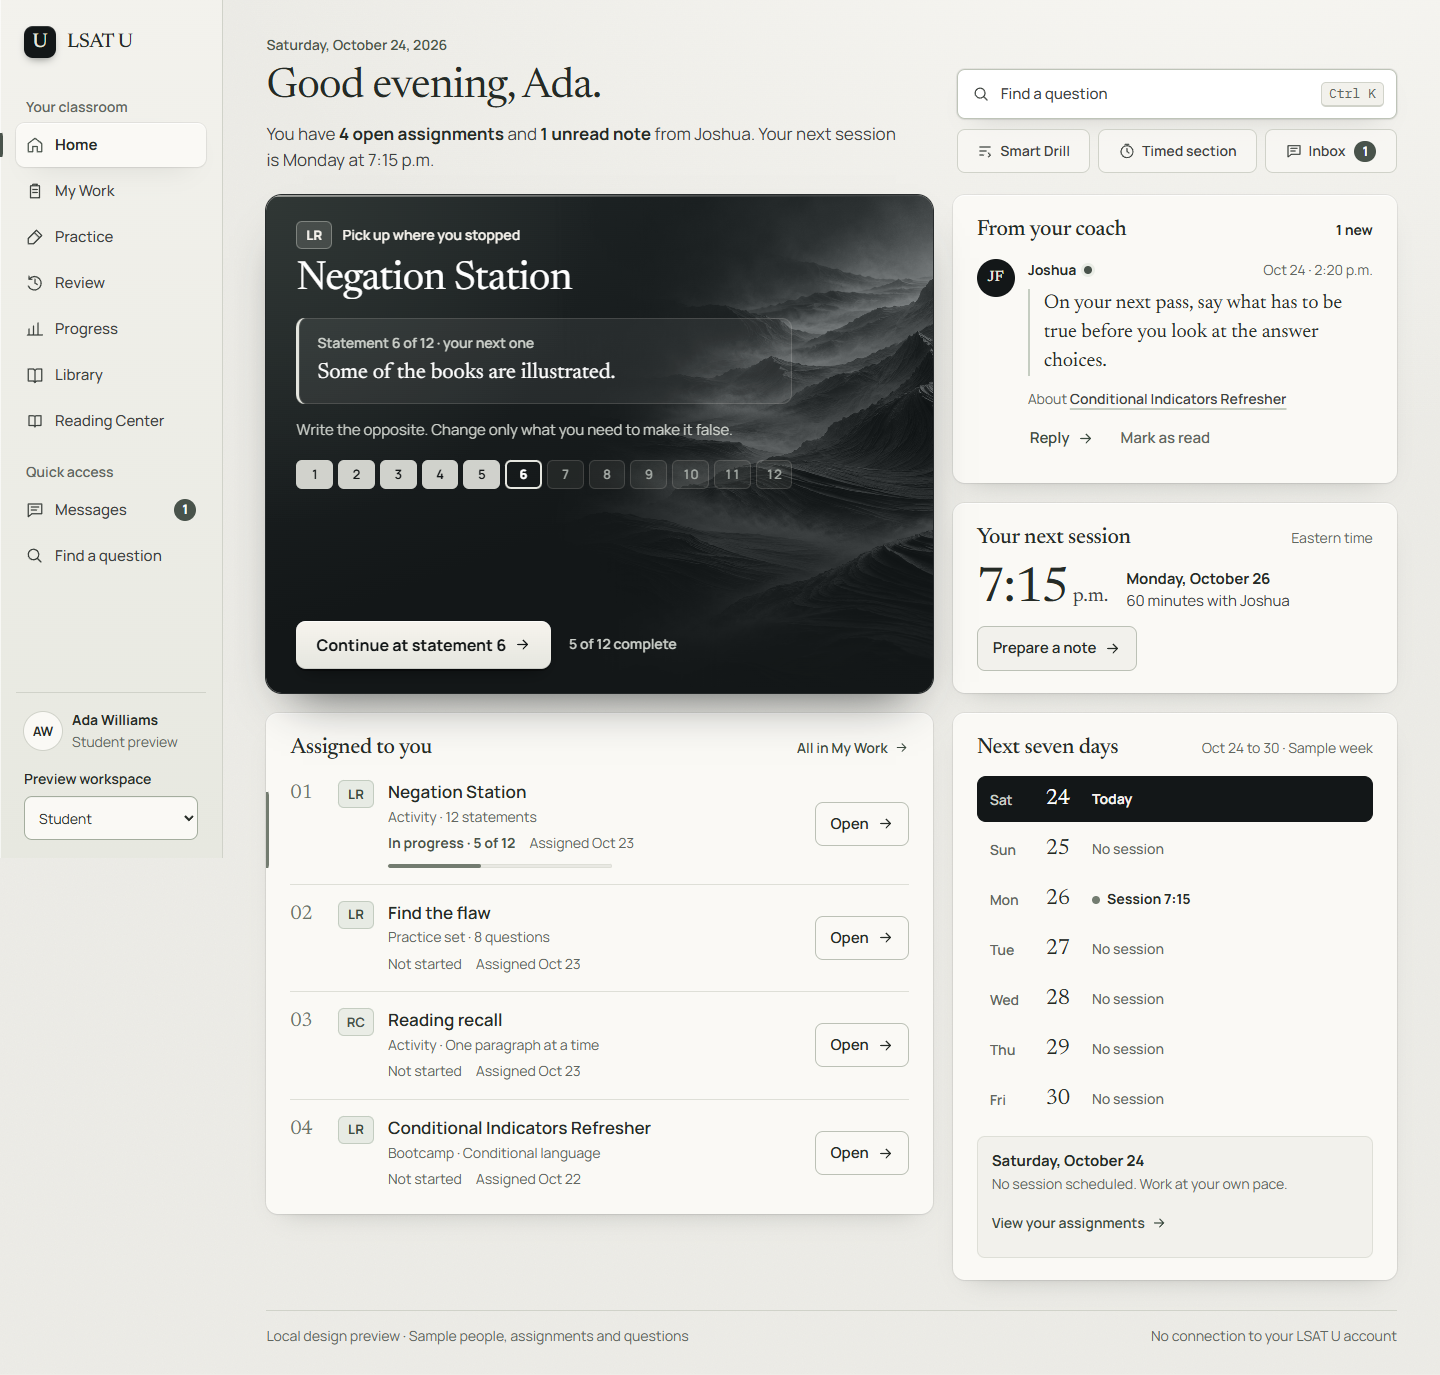 U LSAT U
Your classroom
Home
My Work
Practice
Review
Progress
Library
Reading Center
Quick access
Messages 1
Find a question
AW Ada Williams
Student preview
Preview workspace
Student
Saturday, October 24, 2026
Good evening, Ada.
You have 4 open assignments and 1 unread note from Joshua. Your next session
is Monday at 7:15 p.m.
Find a question Ctrl K
Smart Drill Timed section Inbox 1
LR Pick up where you stopped
Negation Station
Statement 6 of 12 · your next one
Some of the books are illustrated.
Write the opposite. Change only what you need to make it false.
1 2 3 4 5 6 7 8 9 10 11 12
Continue at statement 6 → 5 of 12 complete
From your coach 1 new
JF Joshua Oct 24 · 2:20 p.m.
On your next pass, say what has to be
true before you look at the answer
choices.
About Conditional Indicators Refresher
Reply → Mark as read
Your next session Eastern time
7:15 p.m. Monday, October 26
60 minutes with Joshua
Prepare a note →
Assigned to you All in My Work →
01 LR Negation Station
Activity · 12 statements
In progress · 5 of 12 Assigned Oct 23
Open →
02 LR Find the flaw
Practice set · 8 questions
Not started Assigned Oct 23
Open →
03 RC Reading recall
Activity · One paragraph at a time
Not started Assigned Oct 23
Open →
04 LR Conditional Indicators Refresher
Bootcamp · Conditional language
Not started Assigned Oct 22
Open →
Next seven days Oct 24 to 30 · Sample week
Sat 24 Today
Sun 25 No session
Mon 26 Session 7:15
Tue 27 No session
Wed 28 No session
Thu 29 No session
Fri 30 No session
Saturday, October 24
No session scheduled. Work at your own pace.
View your assignments →
Local design preview · Sample people, assignments and questions
No connection to your LSAT U account